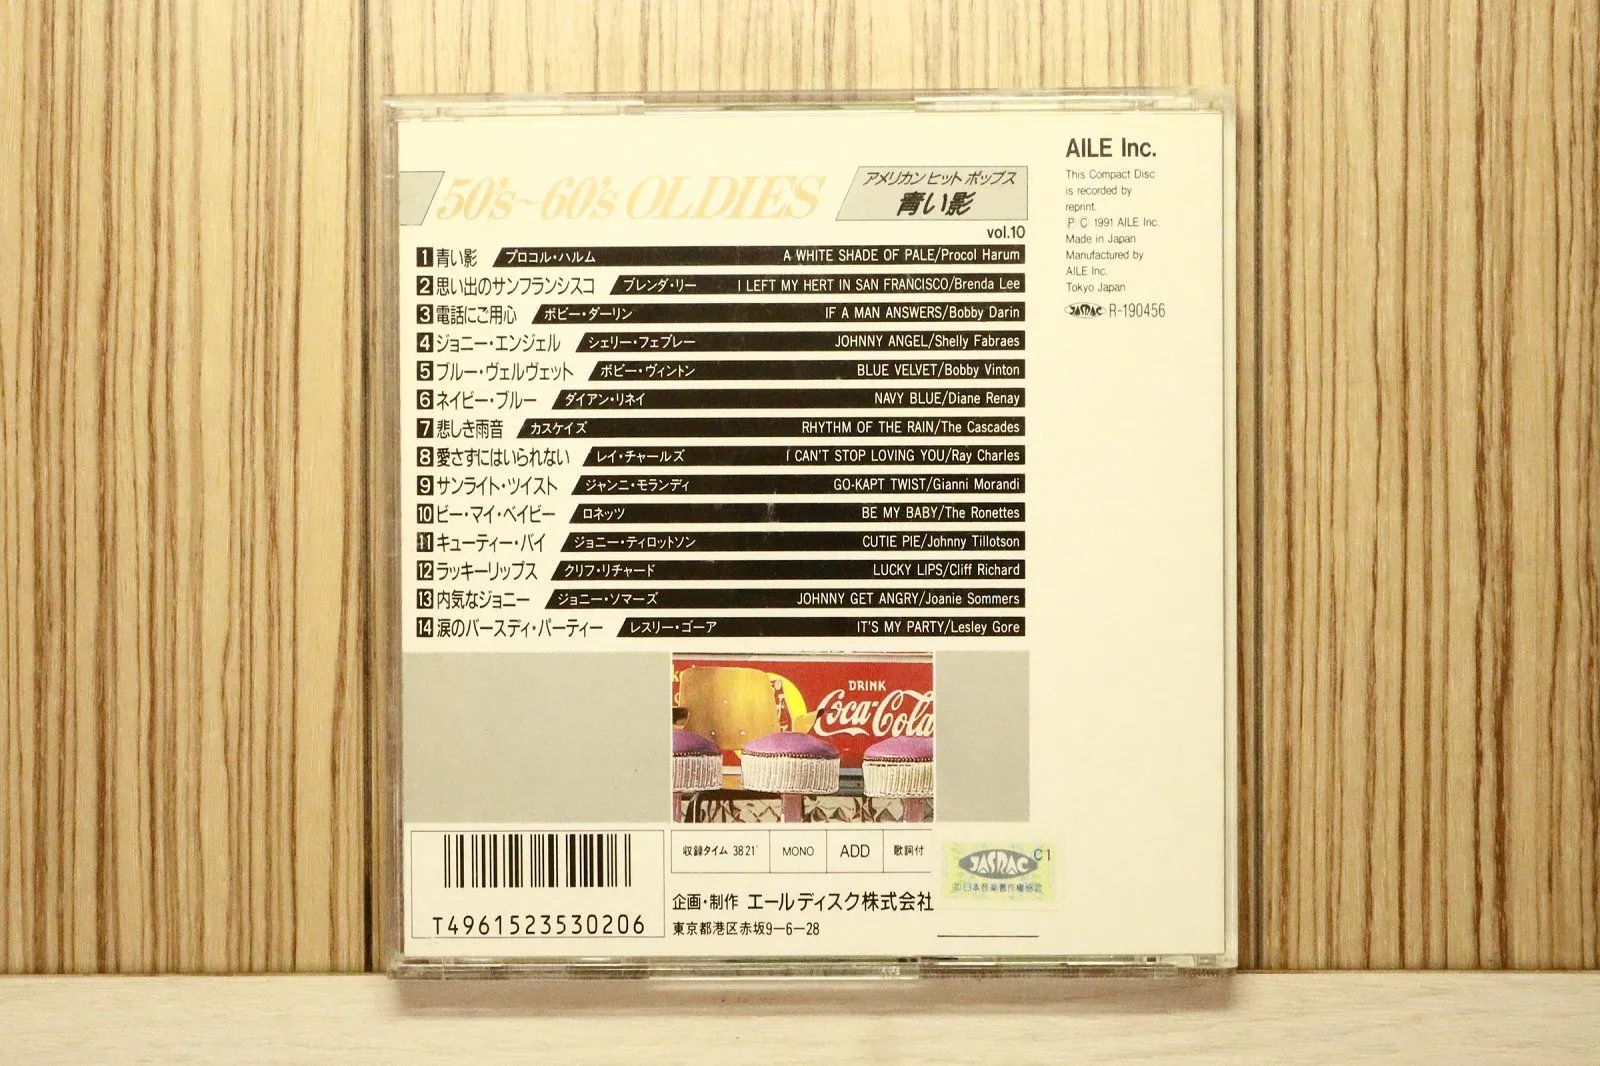 50's~60's OLDIES
アメリカン ヒット ポップス
青い影
vol.10
1 青い影 プロコル・ハルム A WHITE SHADE OF PALE/Procol Harum
2 思い出のサンフランシスコ ブレンダ・リー I LEFT MY HERT IN SAN FRANCISCO/Brenda Lee
3 電話にご用心 ボビー・ダーリン IF A MAN ANSWERS/Bobby Darin
4 ジョニー・エンジェル シェリー・フェブレー JOHNNY ANGEL/Shelly Fabraes
5 ブルー・ヴェルヴェット ボビー・ヴィントン BLUE VELVET/Bobby Vinton
6 ネイビー・ブルー ダイアン・リネイ NAVY BLUE/Diane Renay
7 悲しき雨音 カスケイズ RHYTHM OF THE RAIN/The Cascades
8 愛さずにはいられない レイ・チャールズ I CAN'T STOP LOVING YOU/Ray Charles
9 サンライト・ツイスト ジャンニ・モランディ GO-KAPT TWIST/Gianni Morandi
10 ビー・マイ・ベイビー ロネッツ BE MY BABY/The Ronettes
11 キューティー・バイ ジョニー・ティロットソン CUTIE PIE/Johnny Tillotson
12 ラッキーリップス クリフ・リチャード LUCKY LIPS/Cliff Richard
13 内気なジョニー ジョニー・ソマーズ JOHNNY GET ANGRY/Joanie Sommers
14 涙のバースディ・パーティー レスリー・ゴーア IT'S MY PARTY/Lesley Gore
AILE Inc.
This Compact Disc
is recorded by
reprint.
Ⓟ Ⓒ 1991 AILE Inc.
Made in Japan
Manufactured by
AILE Inc.
Tokyo Japan
JASRAC R-190456
DRINK
Coca-Cola
T4961523530206
収録タイム 38'21" MONO ADD 歌詞付
企画・制作 エールディスク株式会社
東京都港区赤坂9-6-28
JASRAC C1
日本音楽著作権協会